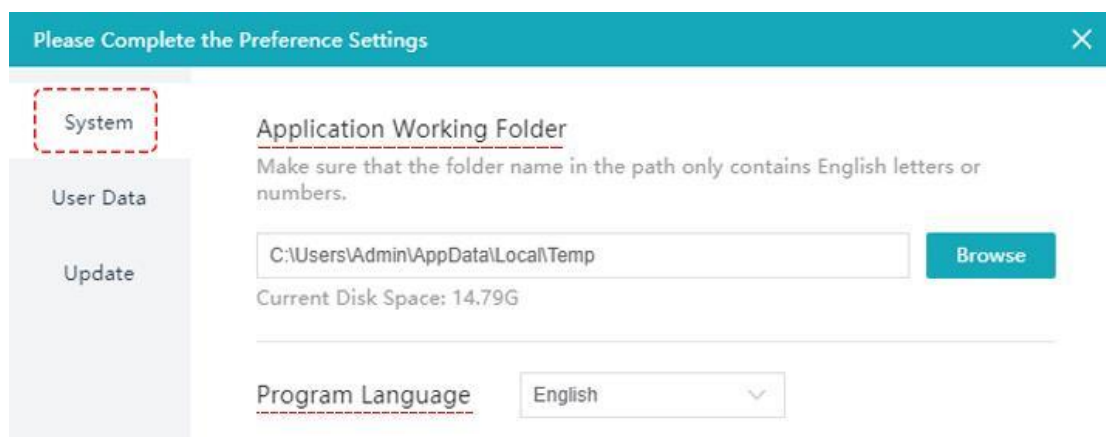 Please Complete the Preference Settings
System
Application Working Folder
Make sure that the folder name in the path only contains English letters or
numbers.
User Data
C:\Users\Admin\AppData\Local\Temp
Browse
Update
Current Disk Space: 14.79G
Program Language
English